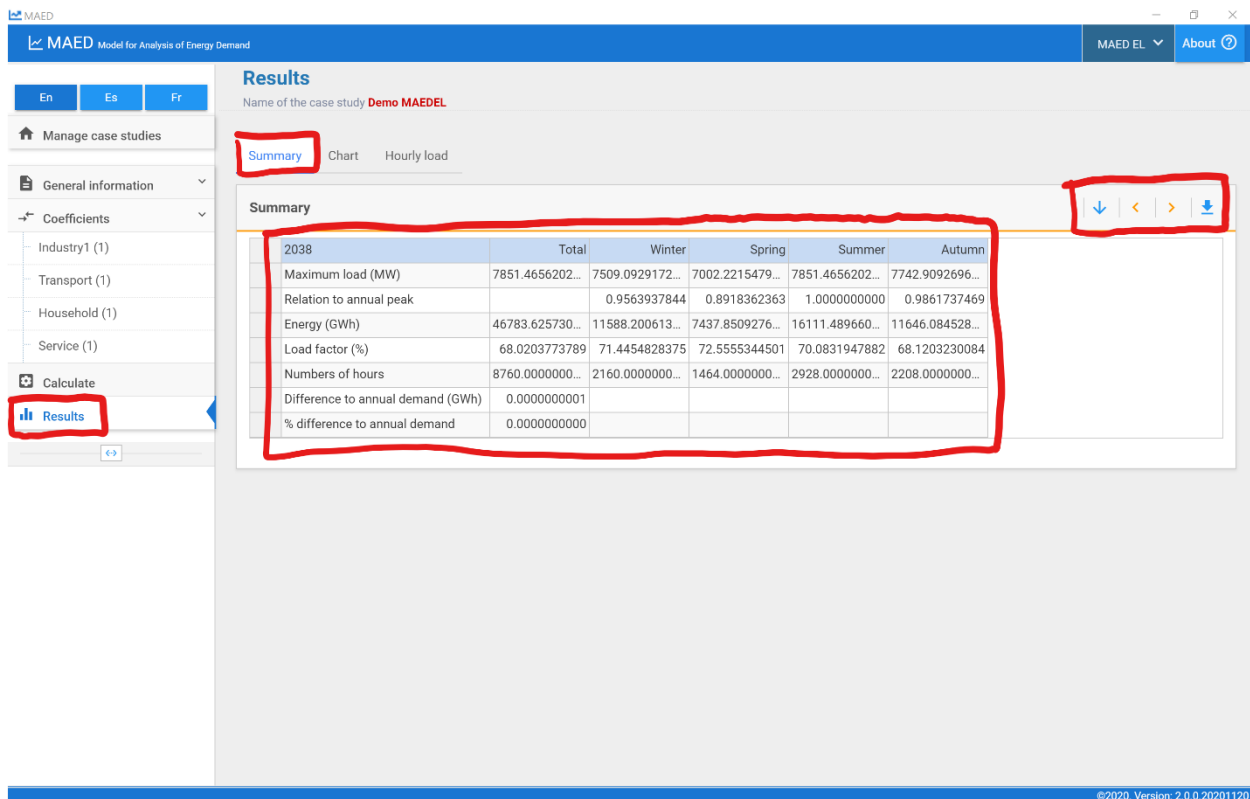 MAED
MAED Model for Analysis of Energy Demand
MAED EL
About
Results
Name of the case study Demo MAEDEL
En Es Fr
Manage case studies
Summary Chart Hourly load
General information
Coefficients
Industry1 (1)
Transport (1)
Household (1)
Service (1)
Calculate
Results
Summary
2038 Total Winter Spring Summer Autumn
Maximum load (MW) 7851.4656202... 7509.0929172... 7002.2215479... 7851.4656202... 7742.9092696...
Relation to annual peak 0.9563937844 0.8918362363 1.0000000000 0.9861737469
Energy (GWh) 46783.625730... 11588.200613... 7437.8509276... 16111.489660... 11646.084528...
Load factor (%) 68.0203773789 71.4454828375 72.5555344501 70.0831947882 68.1203230084
Numbers of hours 8760.0000000... 2160.0000000... 1464.0000000... 2928.0000000... 2208.0000000...
Difference to annual demand (GWh) 0.0000000001
% difference to annual demand 0.0000000000
©2020. Version: 2.0.0.20201120